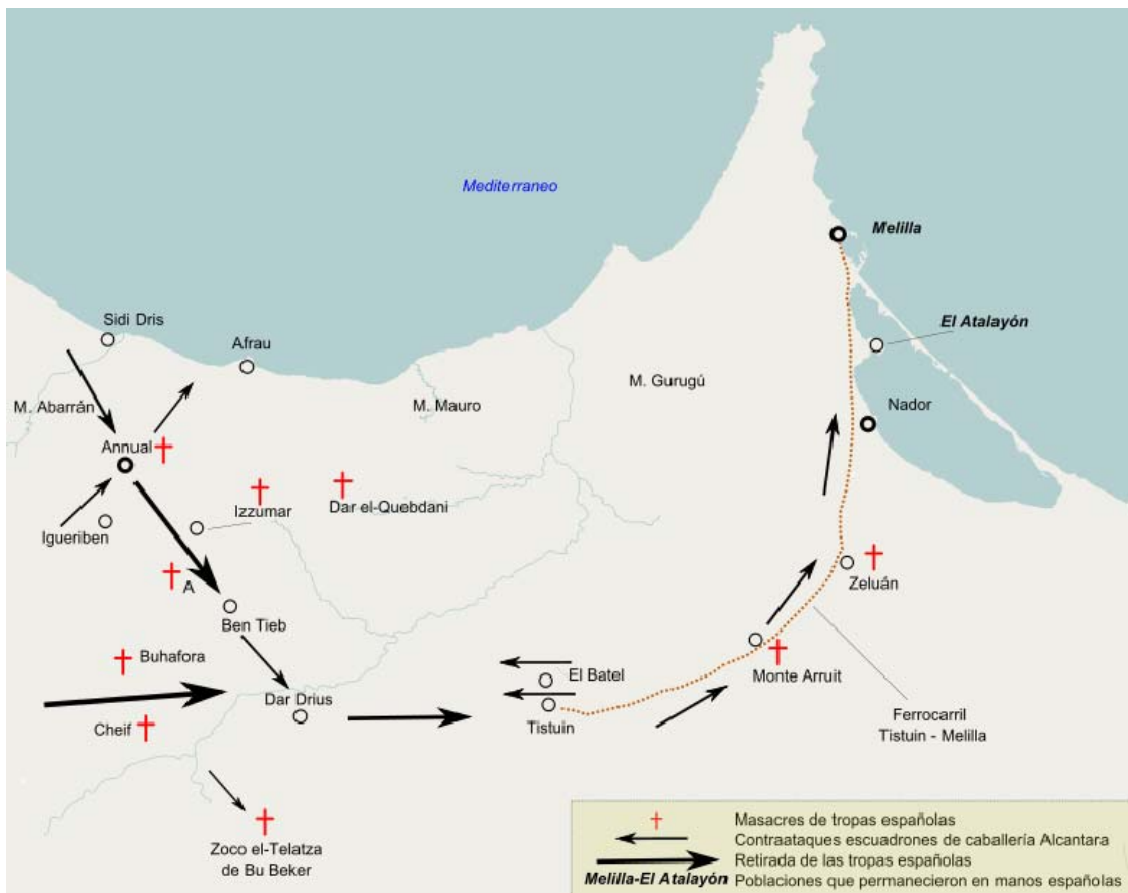 Mediterraneo
Melilla
Sidi Dris
El Atalayón
Afrau
M. Gurugú
M. Abarrán
M. Mauro
Nador
Annual
Izzumar
Dar el-Quebdani
Igueriben
A
Zeluán
Ben Tieb
Buhafora
El Batel
Monte Arruit
Dar Drius
Cheif
Tistuin
Ferrocarril
Tistuin - Melilla
Zoco el-Telatza
de Bu Beker
Masacres de tropas españolas
Contraataques escuadrones de caballería Alcantara
Retirada de las tropas españolas
Melilla-El Atalayón Poblaciones que permanecieron en manos españolas